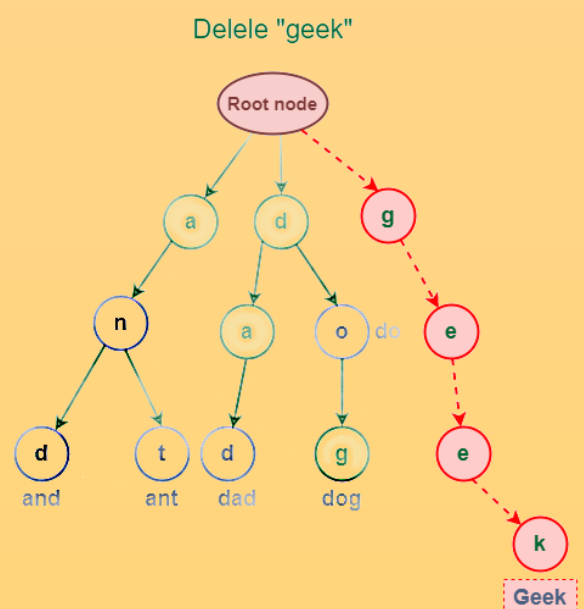 Delele "geek"
Root node
a d g
n a o do e
d t d g e
and ant dad dog
k
Geek